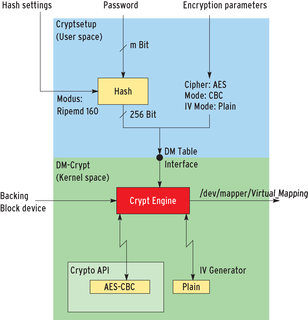 Hash settings
Password
Encryption parameters
Cryptsetup
(User space)
m Bit
Hash
Modus:
Ripemd 160
256 Bit
Cipher: AES
Mode: CBC
IV Mode: Plain
DM Table
Interface
DM-Crypt
(Kernel space)
Backing
Block device
Crypt Engine
/dev/mapper/Virtual_Mapping
Crypto API
AES-CBC
IV Generator
Plain